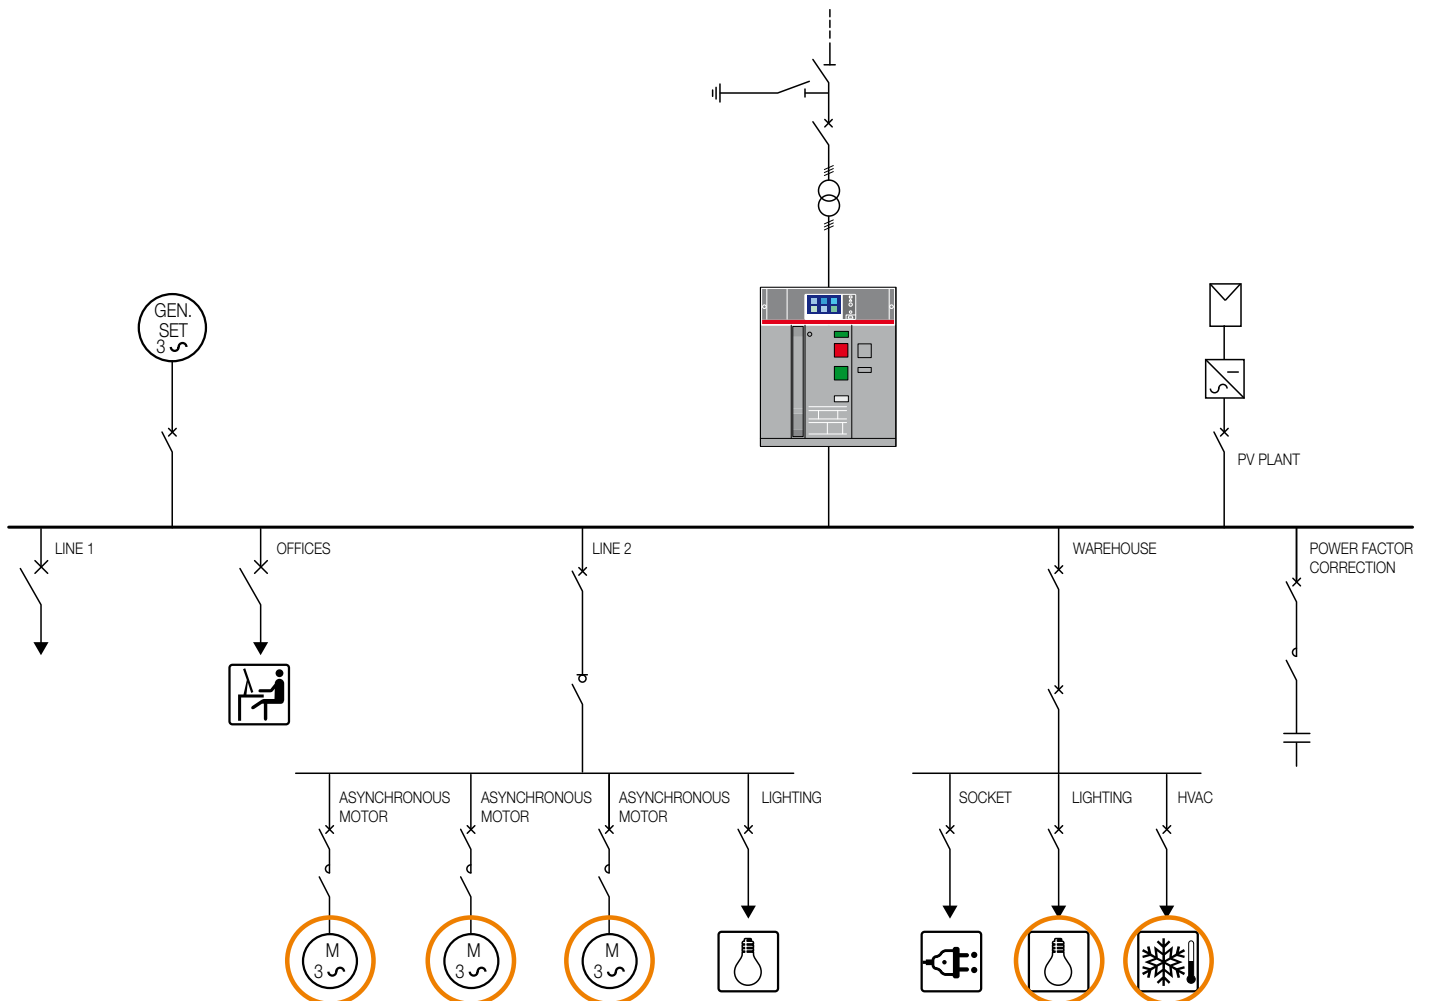 GEN.
SET
3
PV PLANT
LINE 1
OFFICES
LINE 2
WAREHOUSE
POWER FACTOR
CORRECTION
ASYNCHRONOUS
MOTOR
ASYNCHRONOUS
MOTOR
ASYNCHRONOUS
MOTOR
LIGHTING
SOCKET
LIGHTING
HVAC
M
3
M
3
M
3